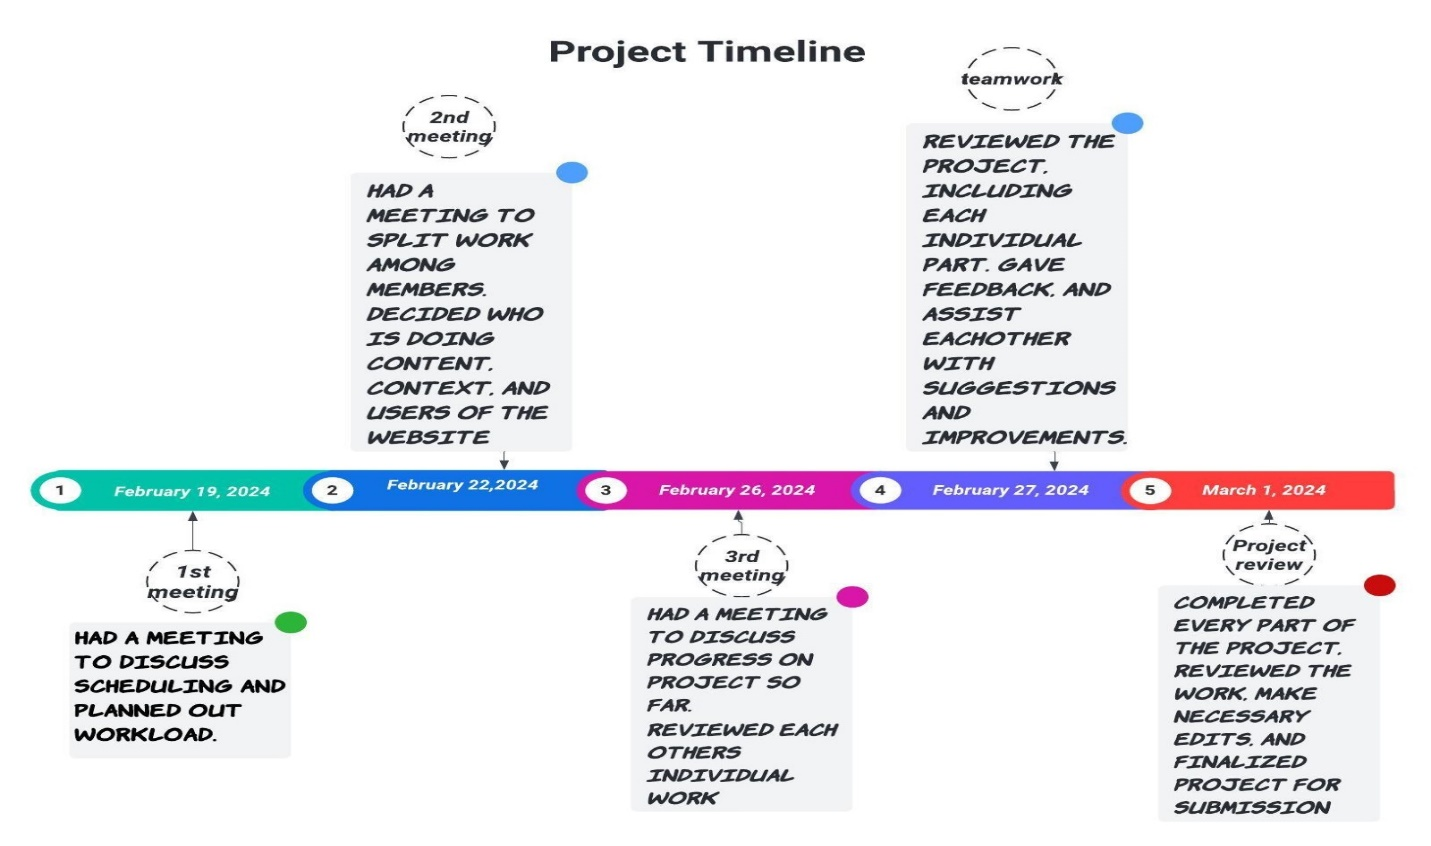 Project Timeline
teamwork
2nd
meeting
REVIEWED THE
PROJECT,
INCLUDING
EACH
INDIVIDUAL
PART. GAVE
FEEDBACK, AND
ASSIST
EACHOTHER
WITH
SUGGESTIONS
AND
IMPROVEMENTS.
HAD A
MEETING TO
SPLIT WORK
AMONG
MEMBERS.
DECIDED WHO
IS DOING
CONTENT,
CONTEXT, AND
USERS OF THE
WEBSITE
1
February 19, 2024
2
February 22,2024
3
February 26, 2024
4
February 27, 2024
5
March 1, 2024
1st
meeting
HAD A MEETING
TO DISCUSS
SCHEDULING AND
PLANNED OUT
WORKLOAD.
3rd
meeting
HAD A MEETING
TO DISCUSS
PROGRESS ON
PROJECT SO
FAR.
REVIEWED EACH
OTHERS
INDIVIDUAL
WORK
Project
review
COMPLETED
EVERY PART OF
THE PROJECT,
REVIEWED THE
WORK, MAKE
NECESSARY
EDITS, AND
FINALIZED
PROJECT FOR
SUBMISSION